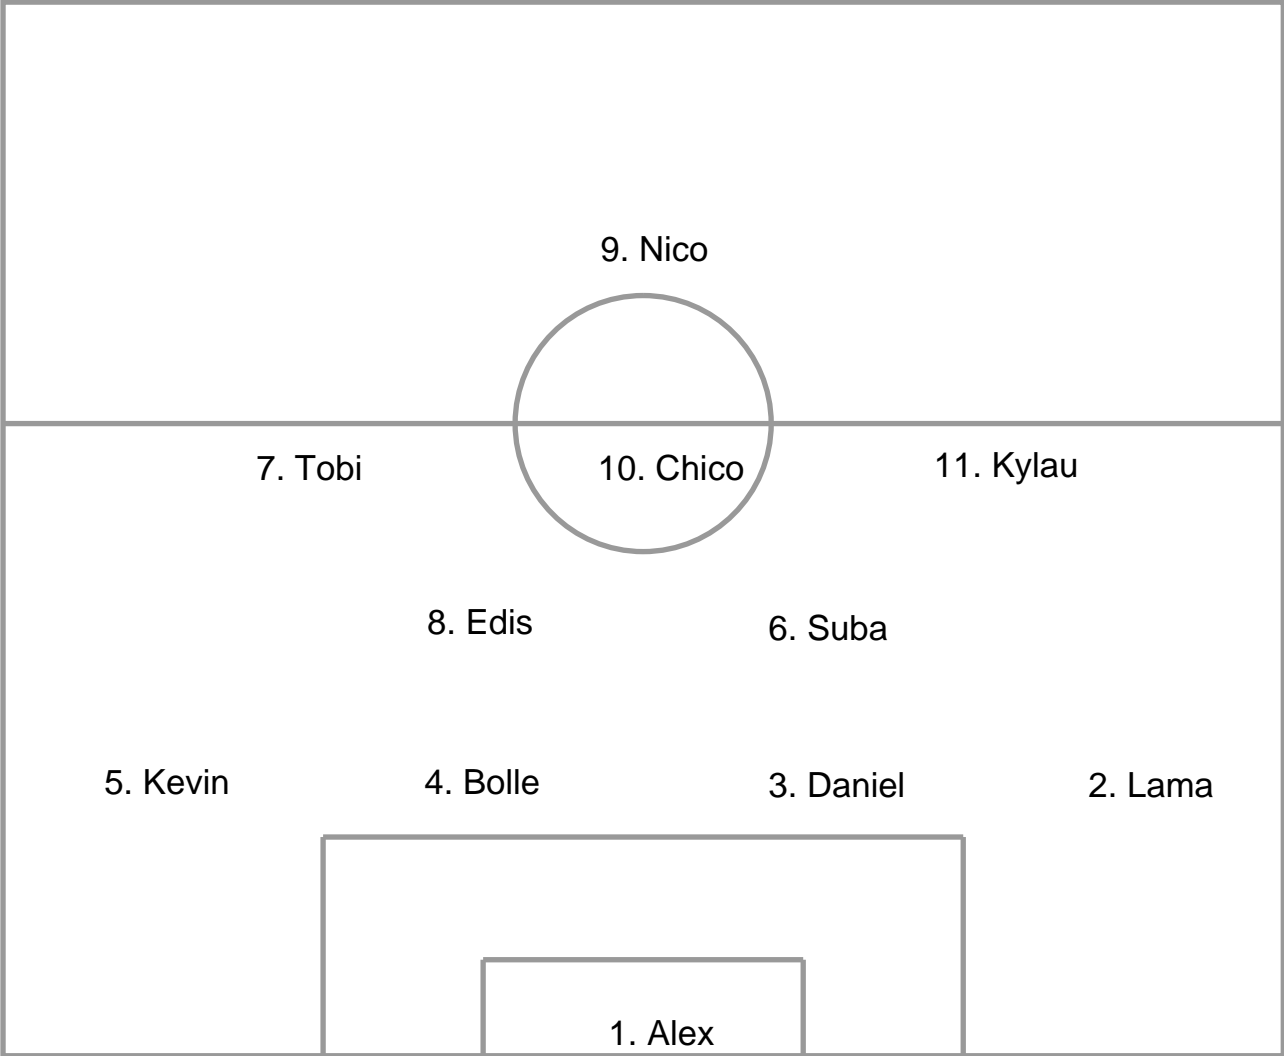 9. Nico
7. Tobi
10. Chico
11. Kylau
8. Edis
6. Suba
5. Kevin
4. Bolle
3. Daniel
2. Lama
1. Alex